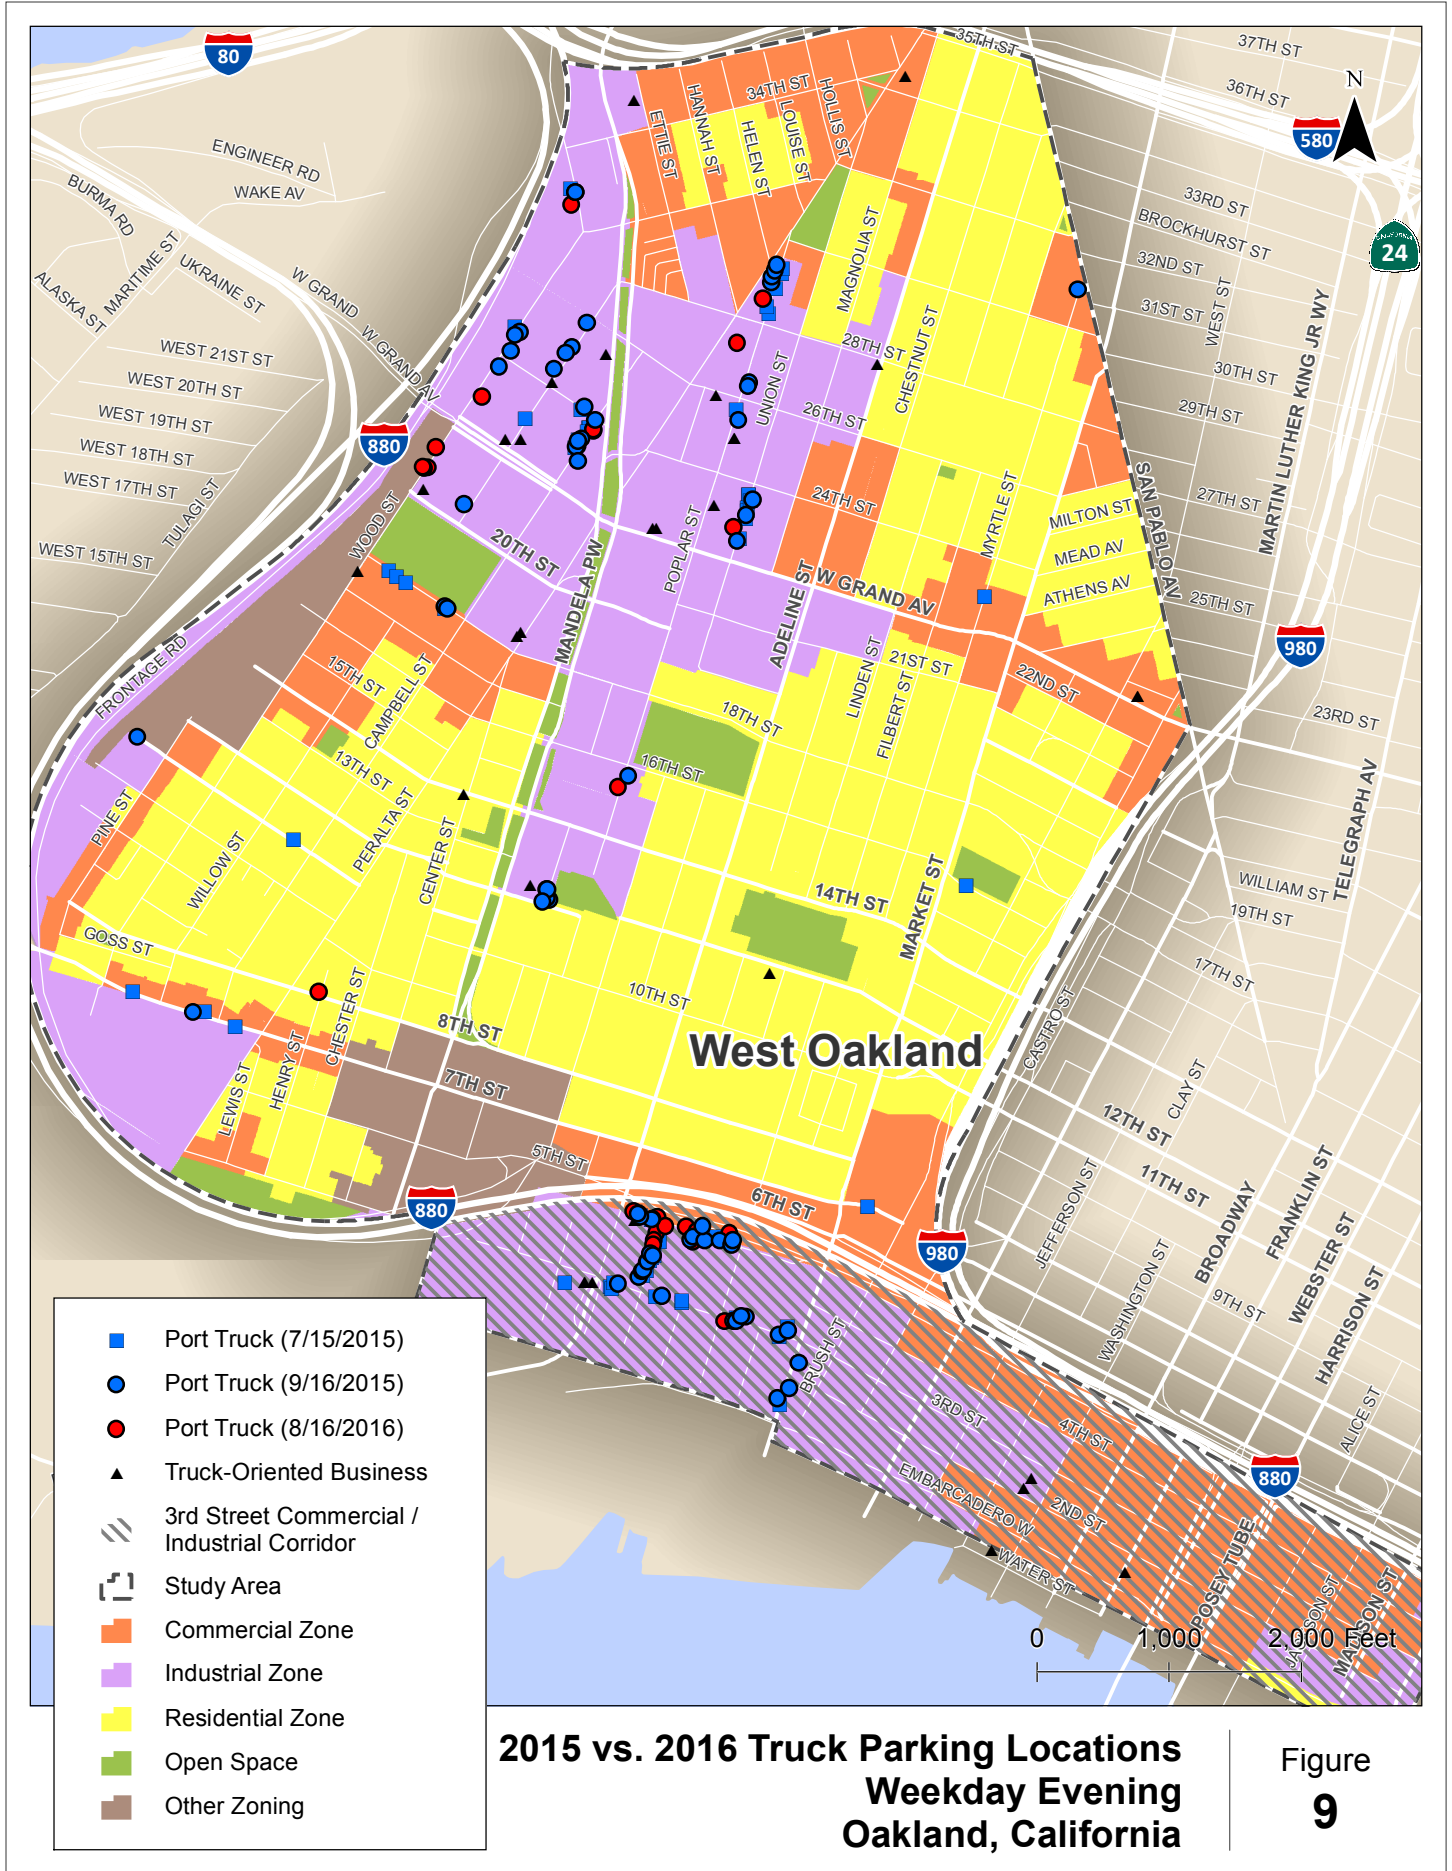 80
37TH ST
36TH ST
35TH ST
N
580
34TH ST
ETTIE ST
HANNAH ST
HELEN ST
LOUISE ST
HOLLIS ST
ENGINEER RD
WAKE AV
BURMA RD
MARITIME ST
ALASKA ST
UKRAINE ST
W GRAND
W GRAND AV
33RD ST
BROCKHURST ST
32ND ST
31ST ST
WEST ST
24
MAGNOLIA ST
CHESTNUT ST
28TH ST
UNION ST
26TH ST
30TH ST
29TH ST
MARTIN LUTHER KING JR WY
WEST 21ST ST
WEST 20TH ST
WEST 19TH ST
WEST 18TH ST
WEST 17TH ST
WEST 15TH ST
TULAGI ST
880
WOOD ST
20TH ST
MANDELA PW
POPLAR ST
24TH ST
ADELINE ST
W GRAND AV
MYRTLE ST
MILTON ST
MEAD AV
ATHENS AV
SAN PABLO AV
27TH ST
25TH ST
980
FRONTAGE RD
15TH ST
CAMPBELL ST
13TH ST
PERALTA ST
CENTER ST
18TH ST
16TH ST
LINDEN ST
FILBERT ST
21ST ST
22ND ST
23RD ST
TELEGRAPH AV
PINE ST
WILLOW ST
GOSS ST
CHESTER ST
HENRY ST
LEWIS ST
14TH ST
MARKET ST
WILLIAM ST
19TH ST
17TH ST
10TH ST
8TH ST
7TH ST
5TH ST
6TH ST
West Oakland
CASTRO ST
CLAY ST
12TH ST
11TH ST
JEFFERSON ST
BROADWAY
FRANKLIN ST
WEBSTER ST
HARRISON ST
WASHINGTON ST
9TH ST
ALICE ST
880
980
880
BRUSH ST
3RD ST
4TH ST
EMBARCADERO W
2ND ST
WATER ST
POSEY TUBE
JACKSON ST
MADISON ST
0 1,000 2,000 Feet
Port Truck (7/15/2015)
Port Truck (9/16/2015)
Port Truck (8/16/2016)
Truck-Oriented Business
3rd Street Commercial /
Industrial Corridor
Study Area
Commercial Zone
Industrial Zone
Residential Zone
Open Space
Other Zoning
2015 vs. 2016 Truck Parking Locations
Weekday Evening
Oakland, California
Figure
9